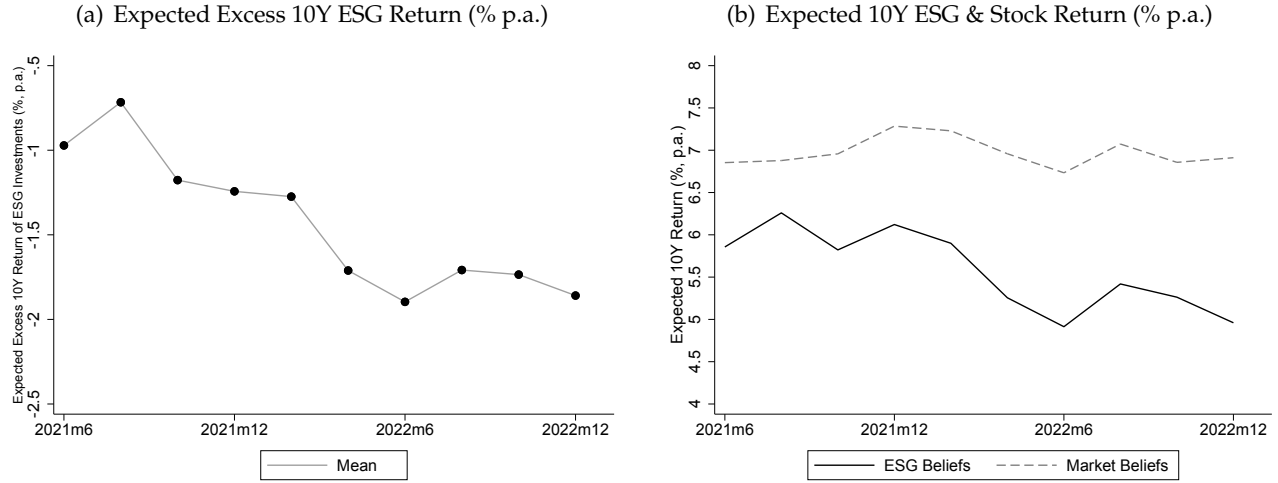 (a) Expected Excess 10Y ESG Return (% p.a.)
Expected Excess 10Y Return of ESG Investments (%, p.a.)
-.5
-1
-1.5
-2
-2.5
2021m6
2021m12
2022m6
2022m12
Mean
(b) Expected 10Y ESG & Stock Return (% p.a.)
Expected 10Y Return (%, p.a.)
8
7.5
7
6.5
6
5.5
5
4.5
4
2021m6
2021m12
2022m6
2022m12
ESG Beliefs
Market Beliefs